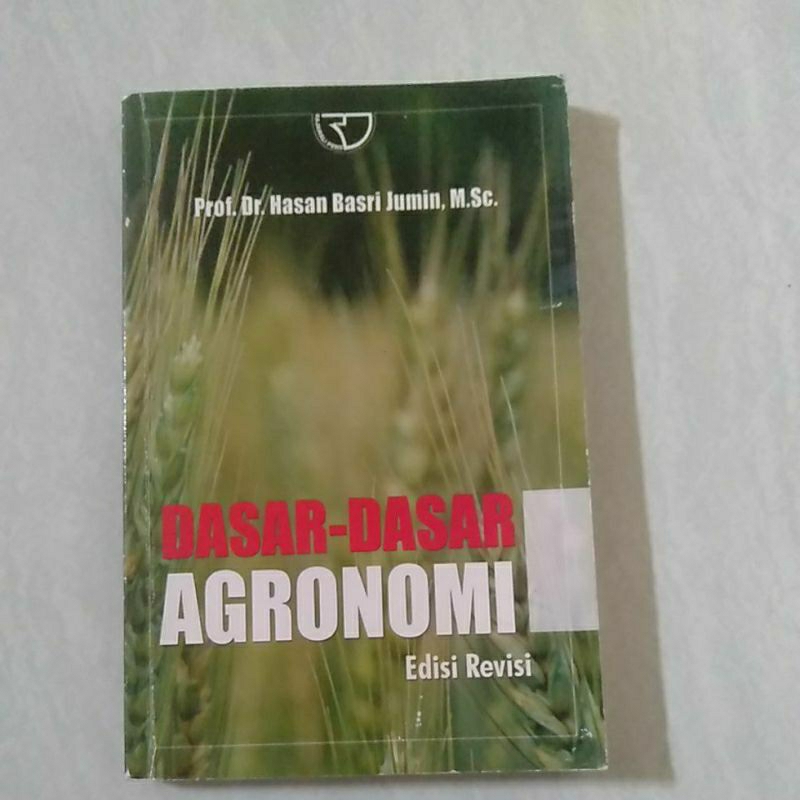 Prof. Dr. Hasan Basri Jumin, M.Sc.
DASAR-DASAR
AGRONOMI
Edisi Revisi